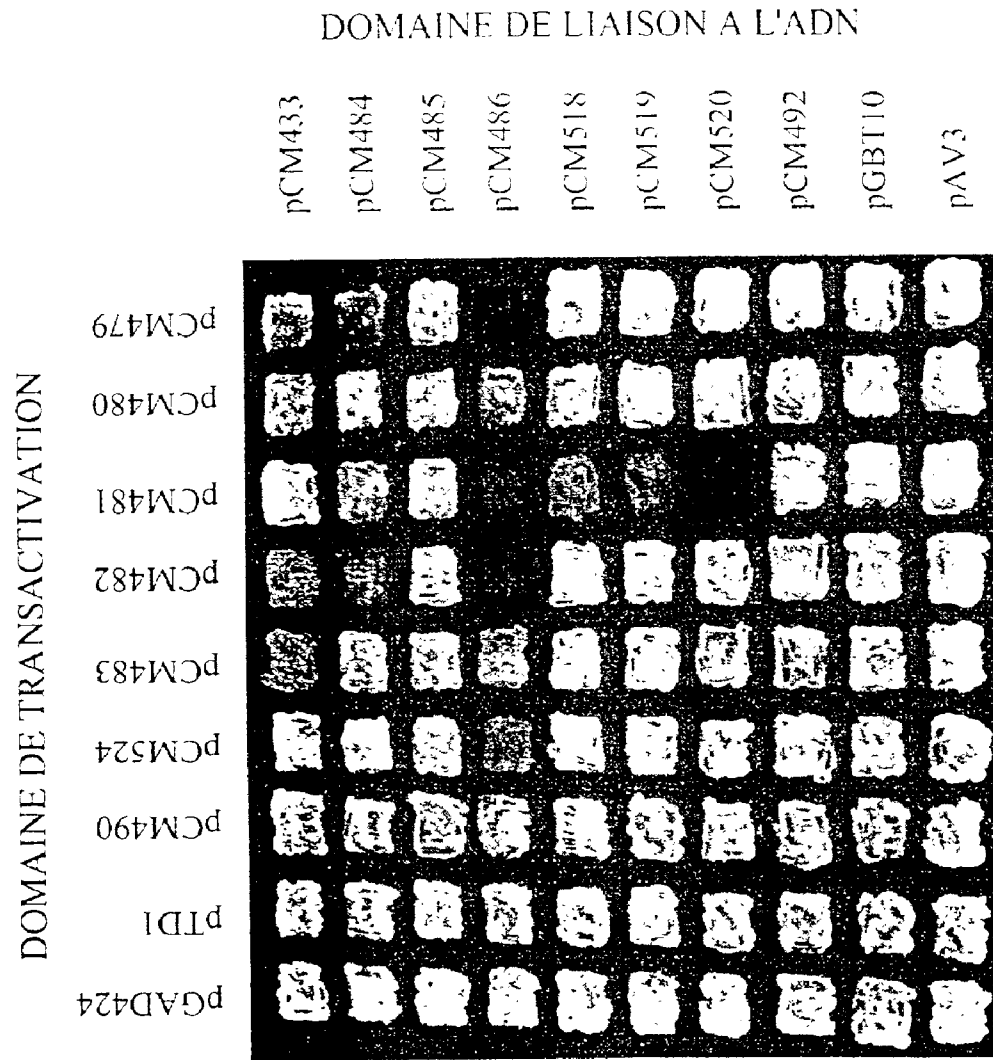 DOMAINE DE LIAISON A L'ADN
pCM433
pCM484
pCM485
pCM486
pCM518
pCM519
pCM520
pCM492
pGBT10
pAV3
DOMAINE DE TRANSACTIVATION
pCM479
pCM480
pCM481
pCM482
pCM483
pCM524
pCM490
pTD1
pGAD424